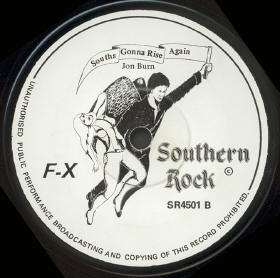 Souths Gonna Rise Again
Jon Burn
F-X
Southern
Rock ©
SR4501 B
UNAUTHORISED PUBLIC PERFORMANCE BROADCASTING AND COPYING OF THIS RECORD PROHIBITED.